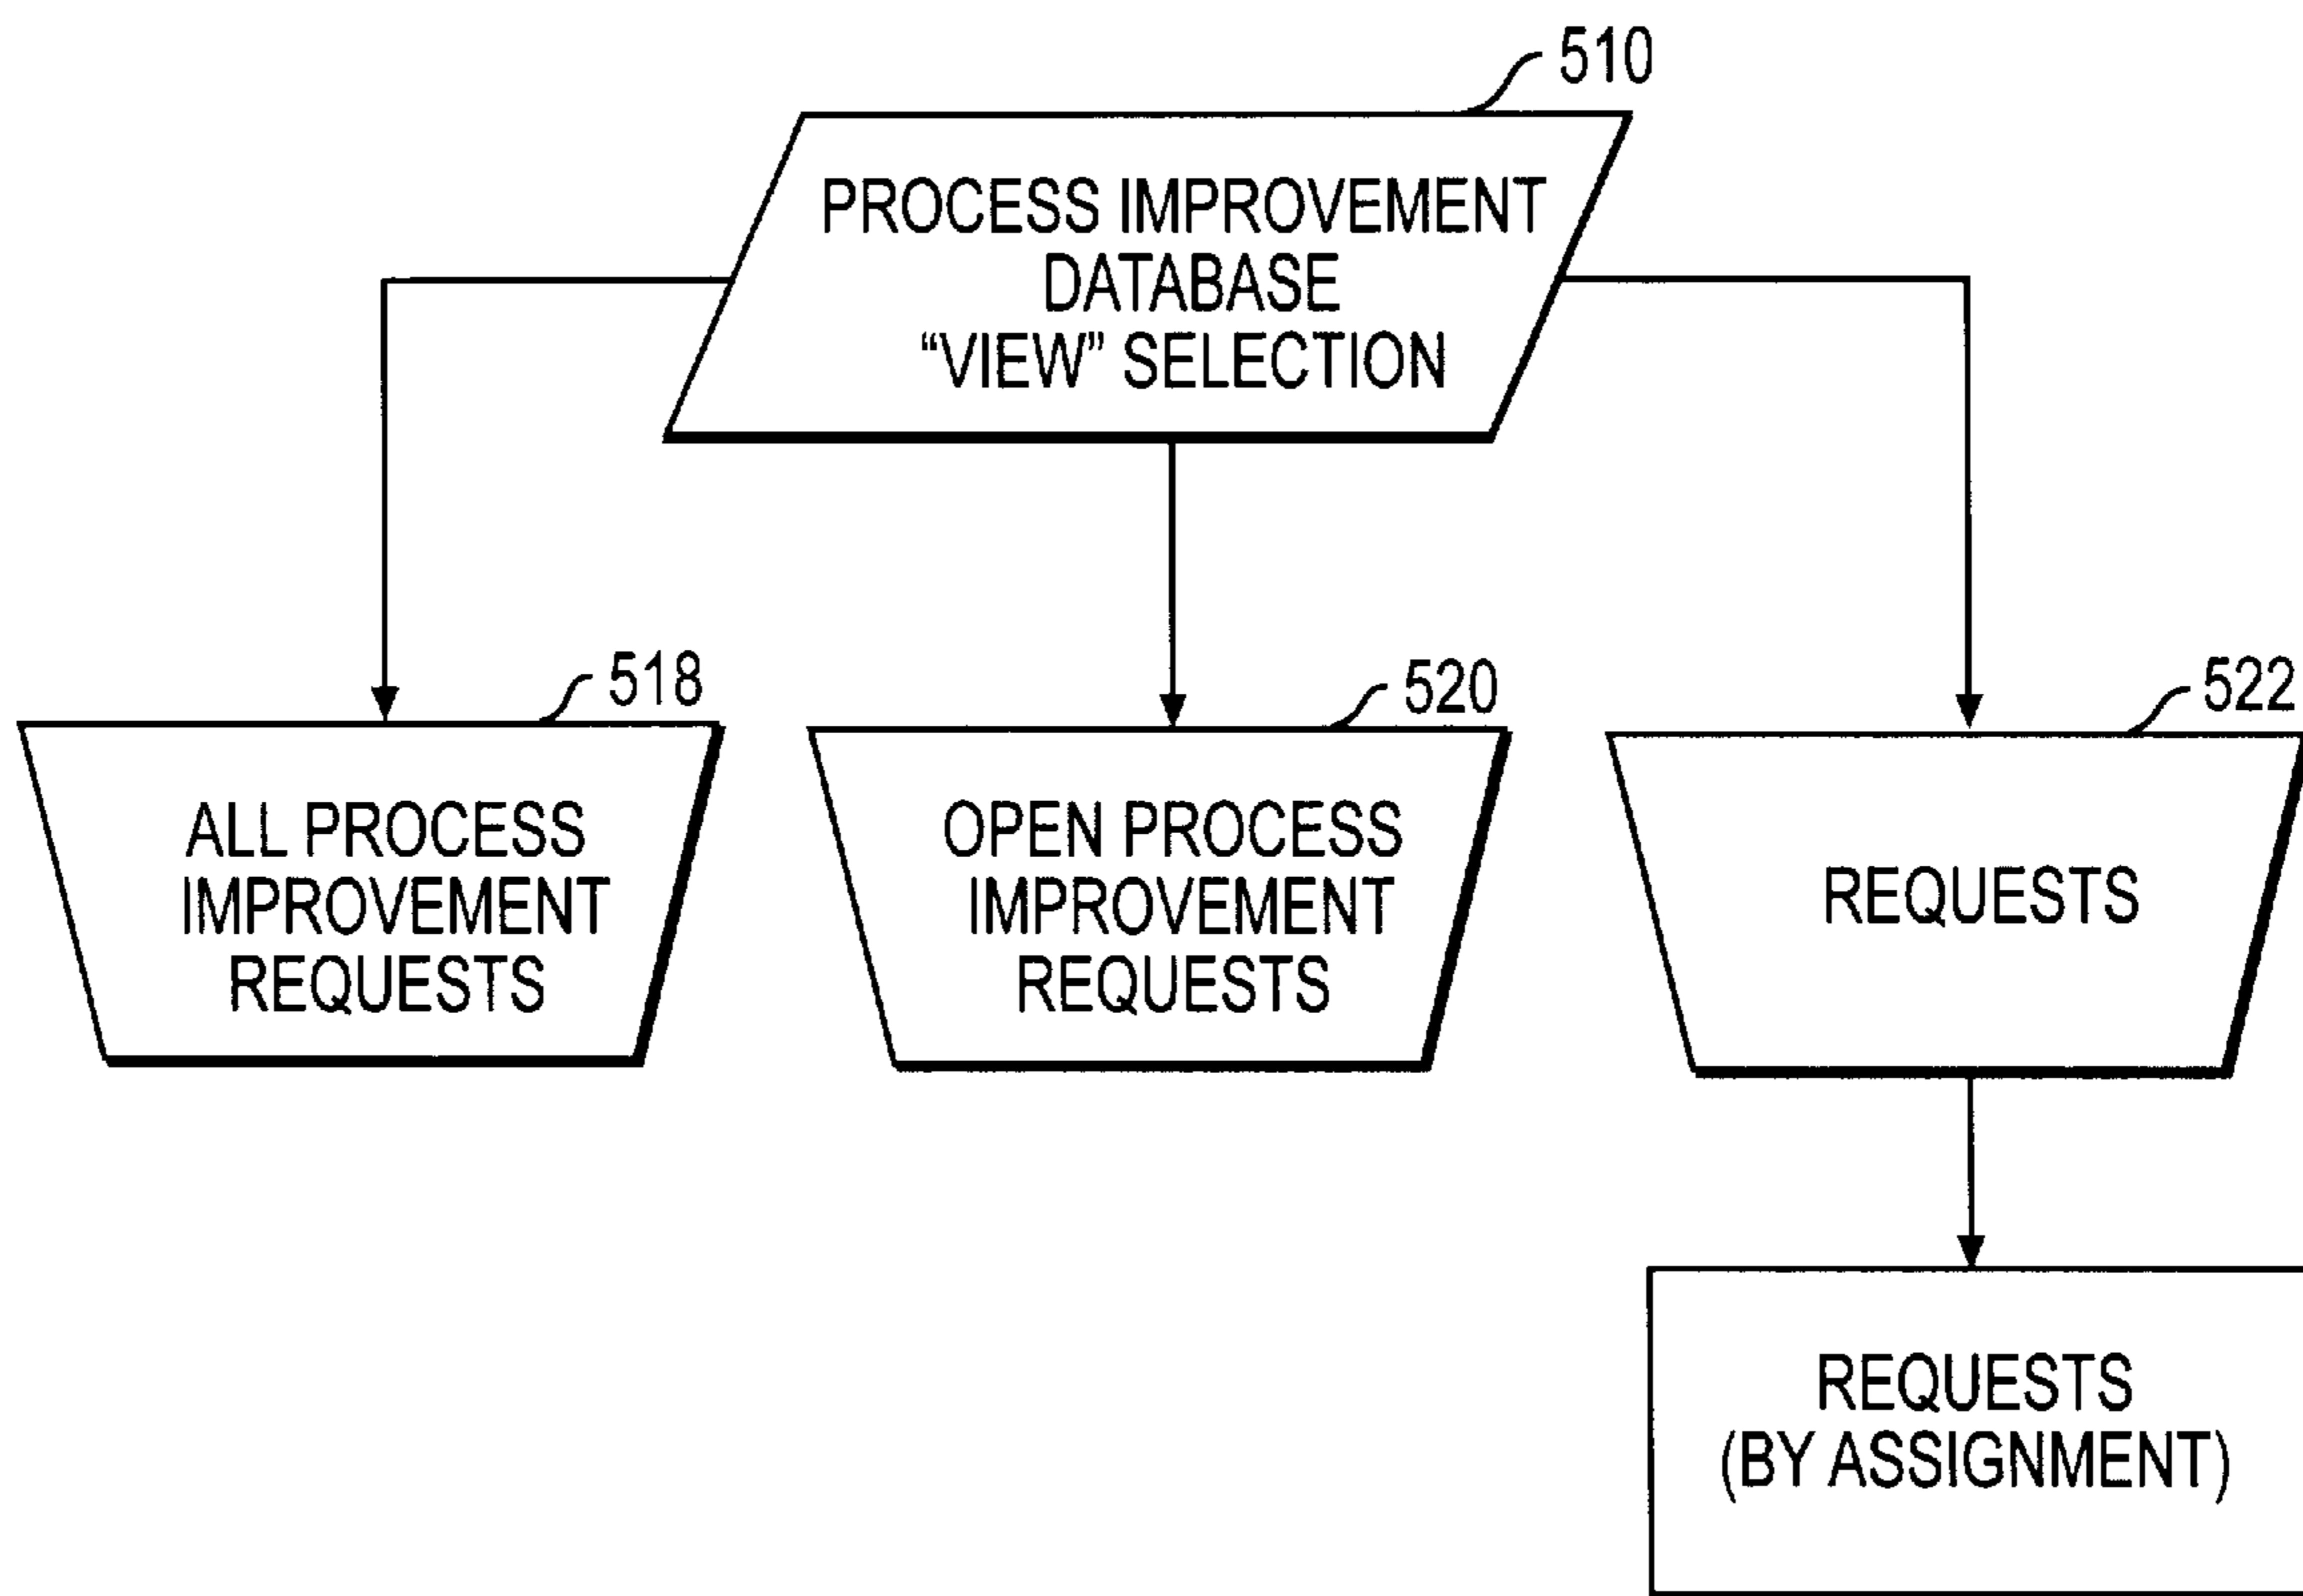 510
PROCESS IMPROVEMENT
DATABASE
“VIEW” SELECTION
518
ALL PROCESS
IMPROVEMENT
REQUESTS
520
OPEN PROCESS
IMPROVEMENT
REQUESTS
522
REQUESTS
REQUESTS
(BY ASSIGNMENT)